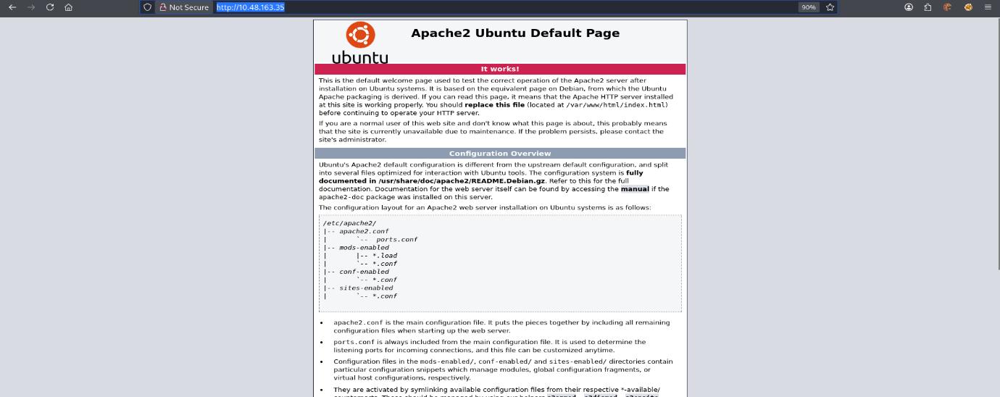 Not Secure http://10.48.163.35 90%
Apache2 Ubuntu Default Page
ubuntu
It works!
This is the default welcome page used to test the correct operation of the Apache2 server after
installation on Ubuntu systems. It is based on the equivalent page on Debian, from which the Ubuntu
Apache packaging is derived. If you can read this page, it means that the Apache HTTP server installed
at this site is working properly. You should replace this file (located at /var/www/html/index.html)
before continuing to operate your HTTP server.
If you are a normal user of this web site and don't know what this page is about, this probably means
that the site is currently unavailable due to maintenance. If the problem persists, please contact the
site's administrator.
Configuration Overview
Ubuntu's Apache2 default configuration is different from the upstream default configuration, and split
into several files optimized for interaction with Ubuntu tools. The configuration system is fully
documented in /usr/share/doc/apache2/README.Debian.gz. Refer to this for the full
documentation. Documentation for the web server itself can be found by accessing the manual if the
apache2-doc package was installed on this server.
The configuration layout for an Apache2 web server installation on Ubuntu systems is as follows:
/etc/apache2/
|-- apache2.conf
|       `--  ports.conf
|-- mods-enabled
|       |-- *.load
|       `-- *.conf
|-- conf-enabled
|       `-- *.conf
|-- sites-enabled
|       `-- *.conf
• apache2.conf is the main configuration file. It puts the pieces together by including all remaining
configuration files when starting up the web server.
• ports.conf is always included from the main configuration file. It is used to determine the
listening ports for incoming connections, and this file can be customized anytime.
• Configuration files in the mods-enabled/, conf-enabled/ and sites-enabled/ directories contain
particular configuration snippets which manage modules, global configuration fragments, or
virtual host configurations, respectively.
• They are activated by symlinking available configuration files from their respective *-available/